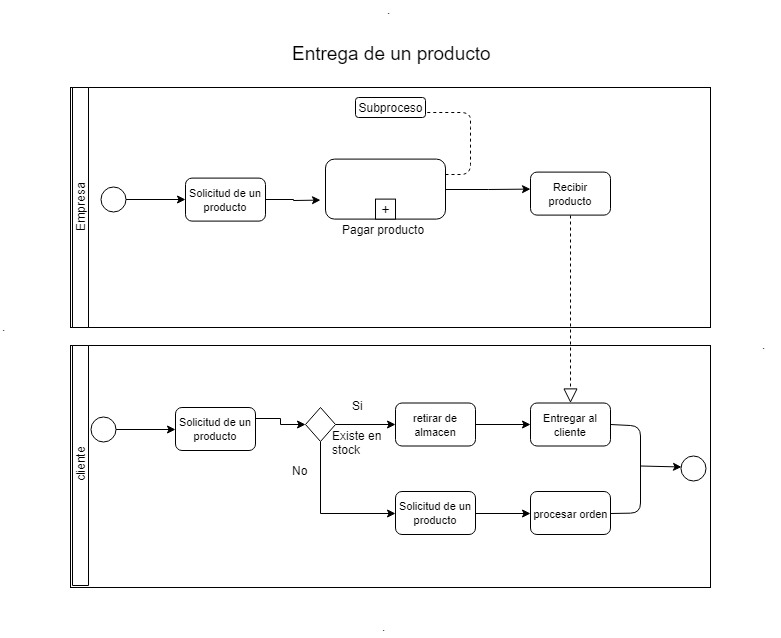 Entrega de un producto
Empresa
Subproceso
Solicitud de un
producto
+
Pagar producto
Recibir
producto
cliente
Solicitud de un
producto
Si
Existe en
stock
No
retirar de
almacen
Entregar al
cliente
Solicitud de un
producto
procesar orden